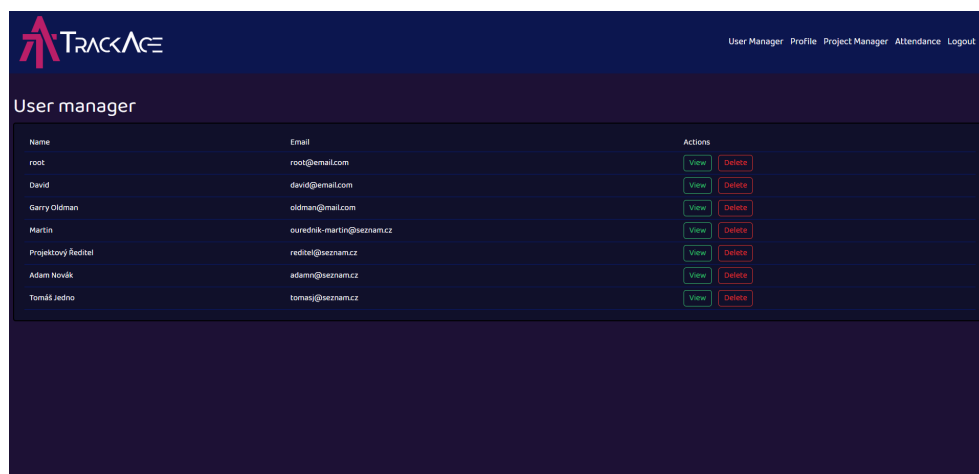 TRACKAGE
User Manager Profile Project Manager Attendance Logout
User manager
Name Email Actions
root root@email.com View Delete
David david@email.com View Delete
Garry Oldman oldman@mail.com View Delete
Martin ourednik-martin@seznam.cz View Delete
Projektový Ředitel reditel@seznam.cz View Delete
Adam Novák adamn@seznam.cz View Delete
Tomáš Jedno tomasj@seznam.cz View Delete